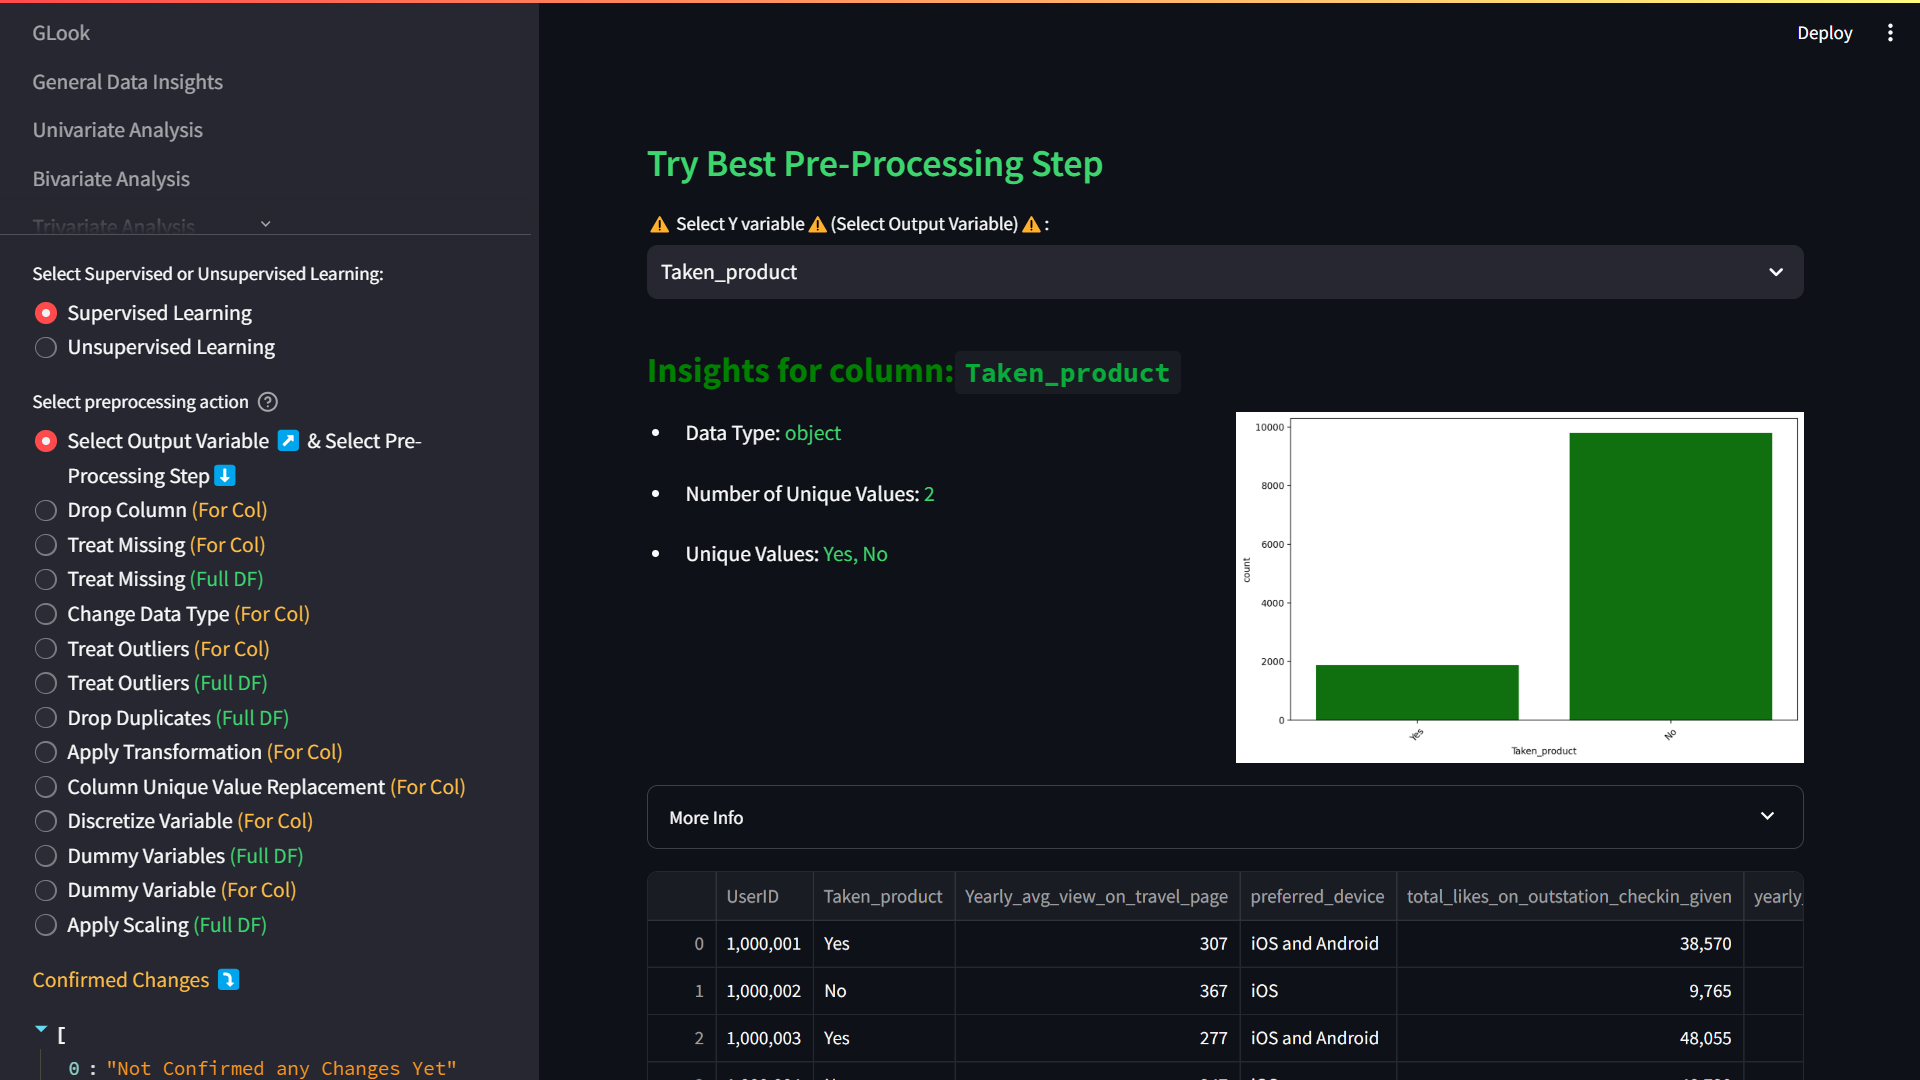 GLook
General Data Insights
Univariate Analysis
Bivariate Analysis
Trivariate Analysis
Select Supervised or Unsupervised Learning:
Supervised Learning
Unsupervised Learning
Select preprocessing action
Select Output Variable ↗ & Select Pre-
Processing Step ⬇
Drop Column (For Col)
Treat Missing (For Col)
Treat Missing (Full DF)
Change Data Type (For Col)
Treat Outliers (For Col)
Treat Outliers (Full DF)
Drop Duplicates (Full DF)
Apply Transformation (For Col)
Column Unique Value Replacement (For Col)
Discretize Variable (For Col)
Dummy Variables (Full DF)
Dummy Variable (For Col)
Apply Scaling (Full DF)
Confirmed Changes ⤵
[
0 : "Not Confirmed any Changes Yet"
Deploy
Try Best Pre-Processing Step
⚠ Select Y variable ⚠ (Select Output Variable) ⚠ :
Taken_product
Insights for column: Taken_product
• Data Type: object
• Number of Unique Values: 2
• Unique Values: Yes, No
10000
8000
6000
4000
2000
0
count
Yes
No
Taken_product
More Info
UserID Taken_product Yearly_avg_view_on_travel_page preferred_device total_likes_on_outstation_checkin_given yearly_
0 1,000,001 Yes 307 iOS and Android 38,570
1 1,000,002 No 367 iOS 9,765
2 1,000,003 Yes 277 iOS and Android 48,055